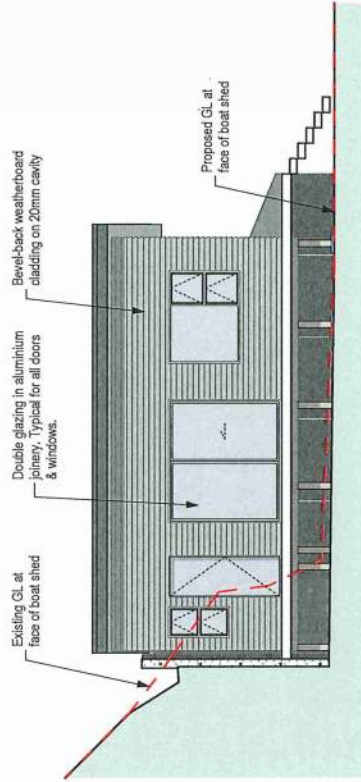 Existing GL at
face of boat shed
Double glazing in aluminium
joinery. Typical for all doors
& windows.
Bevel-back weatherboard
cladding on 20mm cavity
Proposed GL at
face of boat shed